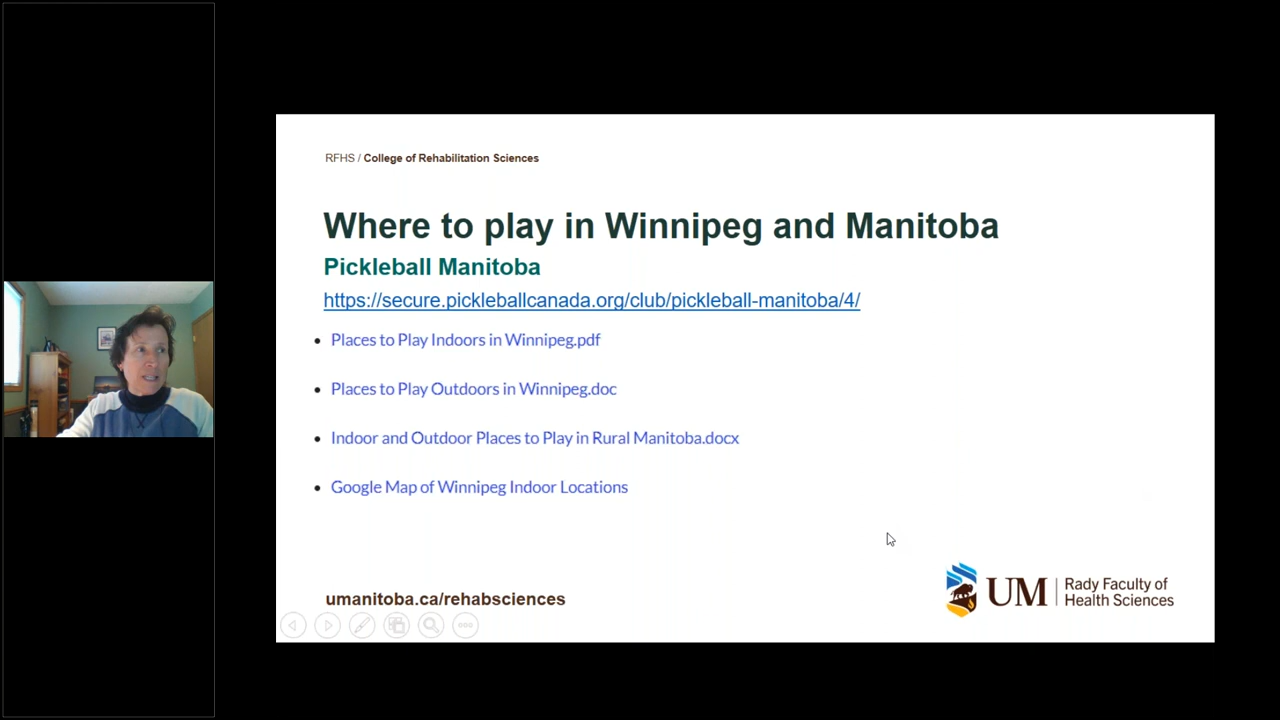 RFHS / College of Rehabilitation Sciences
Where to play in Winnipeg and Manitoba
Pickleball Manitoba
https://secure.pickleballcanada.org/club/pickleball-manitoba/4/
• Places to Play Indoors in Winnipeg.pdf
• Places to Play Outdoors in Winnipeg.doc
• Indoor and Outdoor Places to Play in Rural Manitoba.docx
• Google Map of Winnipeg Indoor Locations
umanitoba.ca/rehabsciences
UM
Rady Faculty of
Health Sciences